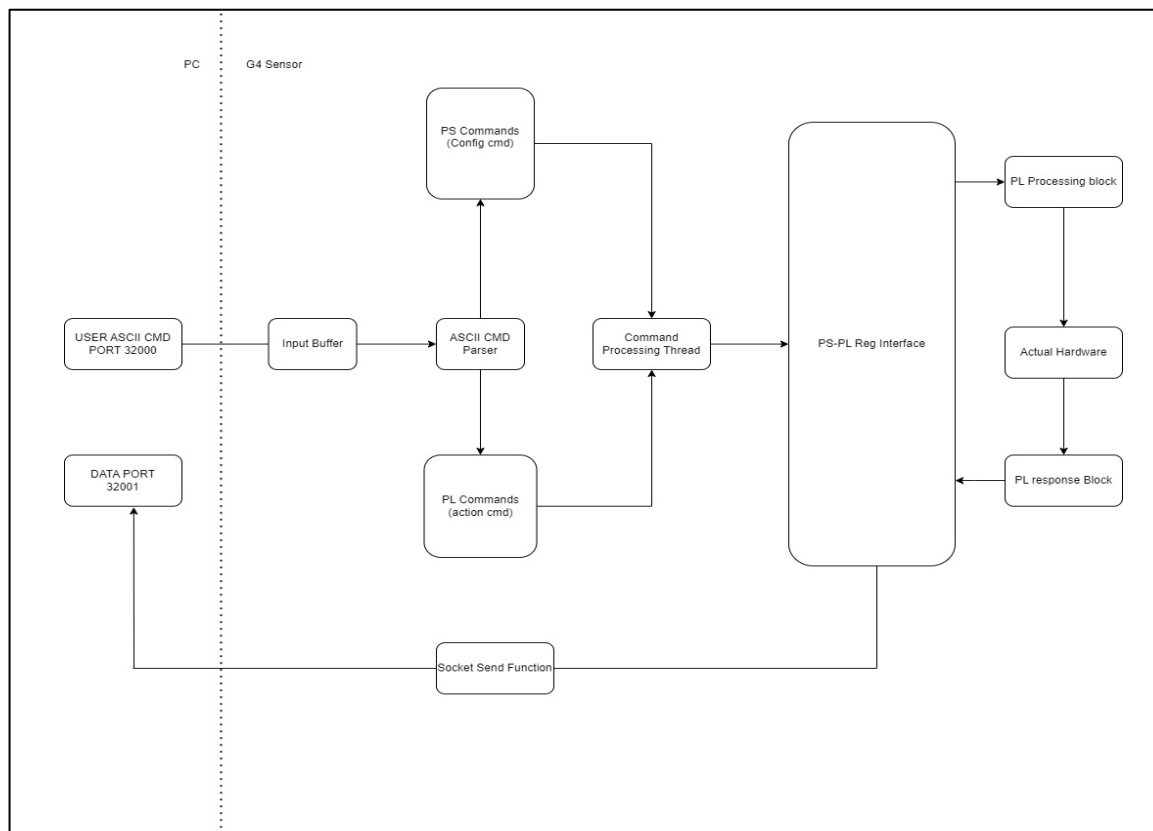 PC
G4 Sensor
PS Commands
(Config cmd)
PL Processing block
USER ASCII CMD
PORT 32000
Input Buffer
ASCII CMD
Parser
Command
Processing Thread
PS-PL Reg Interface
Actual Hardware
DATA PORT
32001
PL Commands
(action cmd)
PL response Block
Socket Send Function